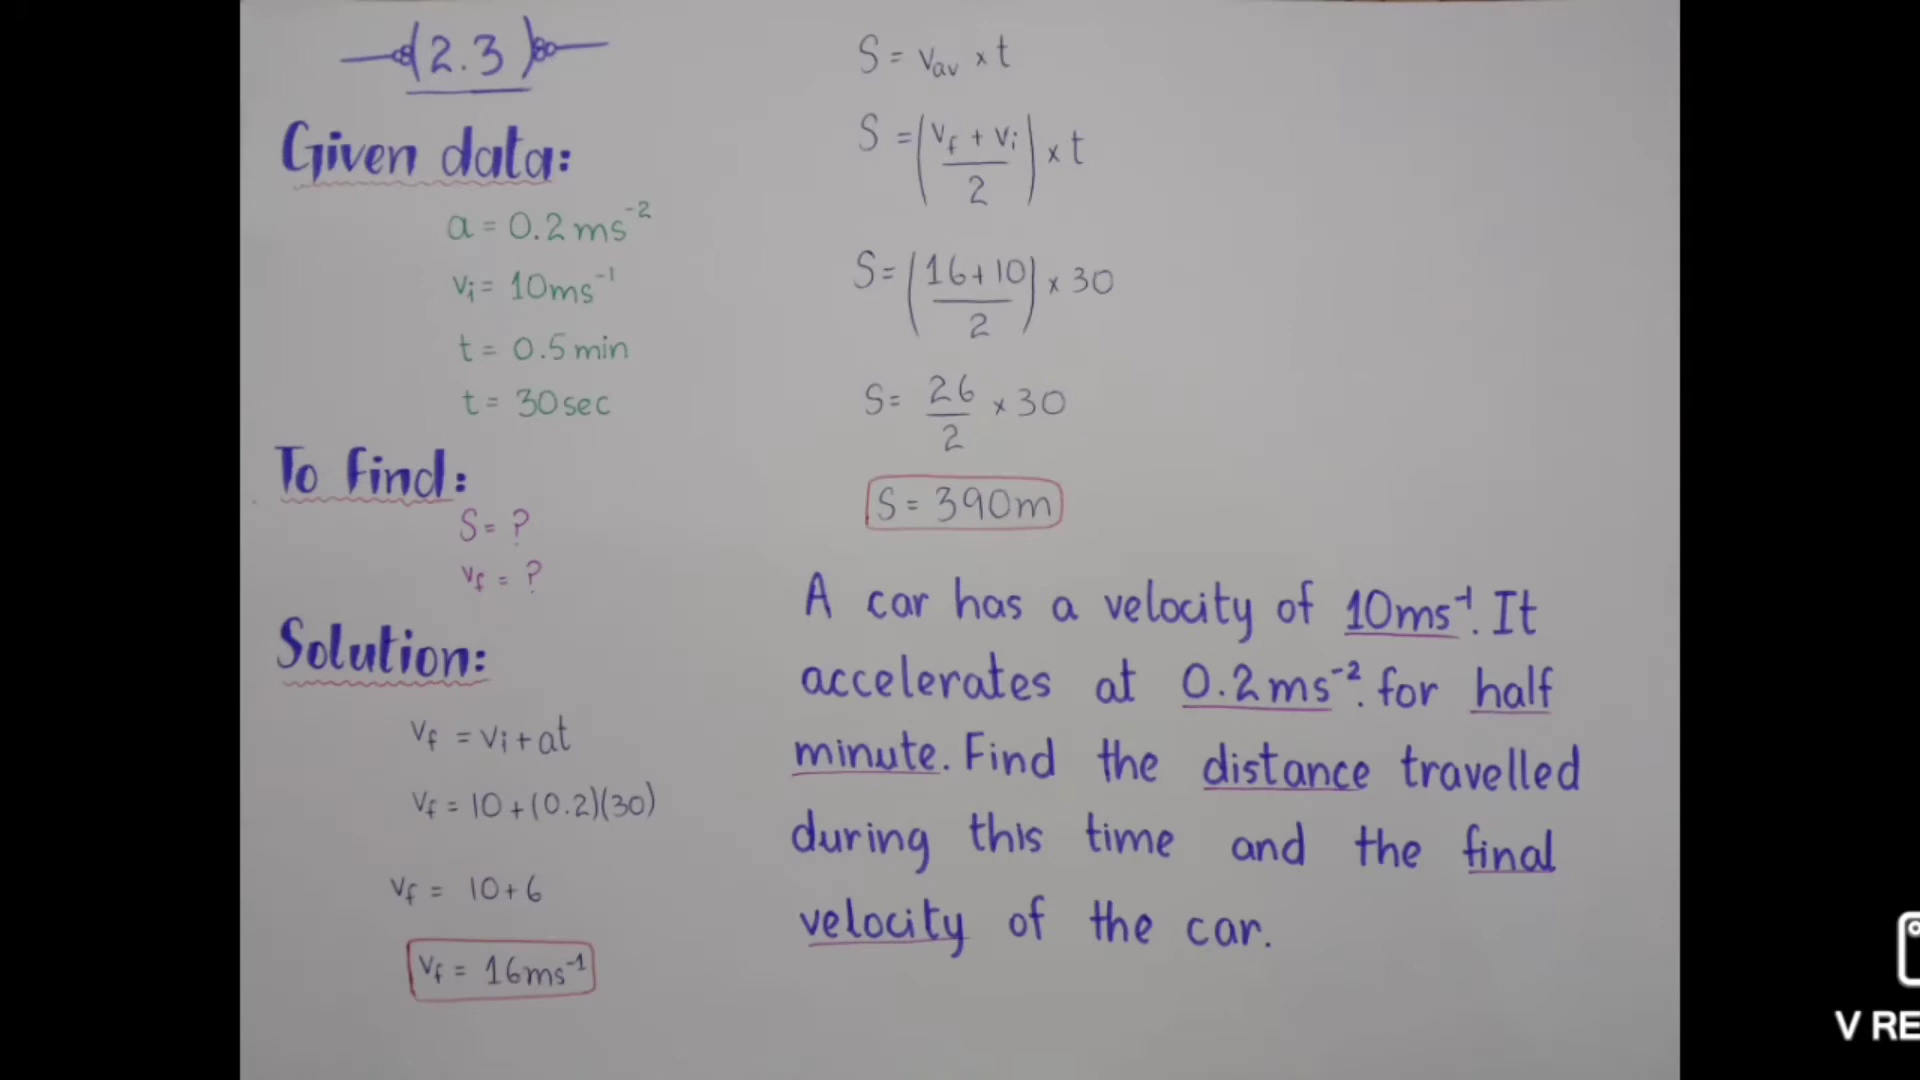 (2.3)
Given data:
a = 0.2 ms⁻²
vᵢ = 10ms⁻¹
t = 0.5 min
t = 30 sec
To find:
S = ?
v_f = ?
Solution:
v_f = vᵢ + at
v_f = 10 + (0.2)(30)
v_f = 10 + 6
v_f = 16ms⁻¹
S = v_av × t
S = (v_f + vᵢ / 2) × t
S = (16 + 10 / 2) × 30
S = 26 / 2 × 30
S = 390m
A car has a velocity of 10ms⁻¹. It
accelerates at 0.2 ms⁻². for half
minute. Find the distance travelled
during this time and the final
velocity of the car.
V RE